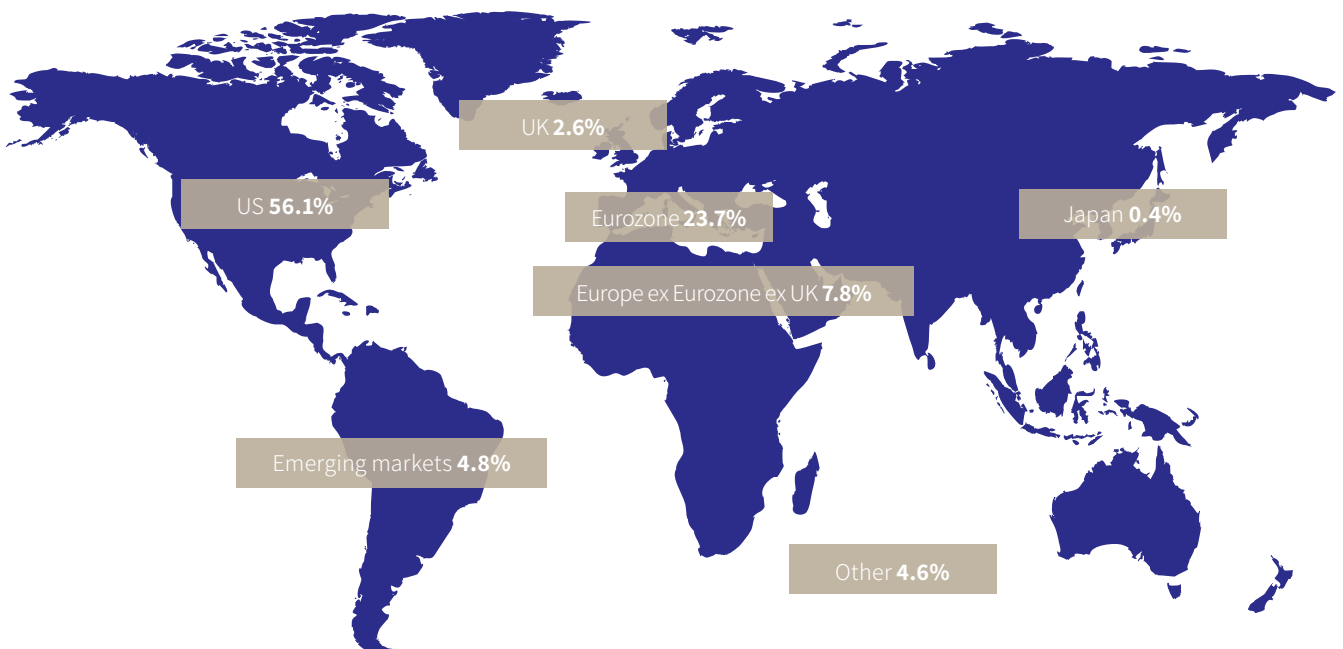 UK 2.6%
US 56.1%
Eurozone 23.7%
Japan 0.4%
Europe ex Eurozone ex UK 7.8%
Emerging markets 4.8%
Other 4.6%